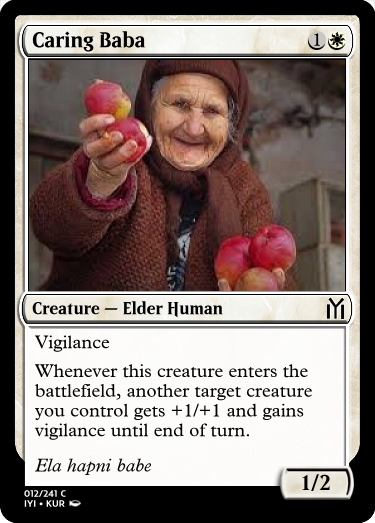 Caring Baba 1
Creature — Elder Human
Vigilance
Whenever this creature enters the
battlefield, another target creature
you control gets +1/+1 and gains
vigilance until end of turn.
Ela hapni babe
1/2
012/241 C
IYI • KUR